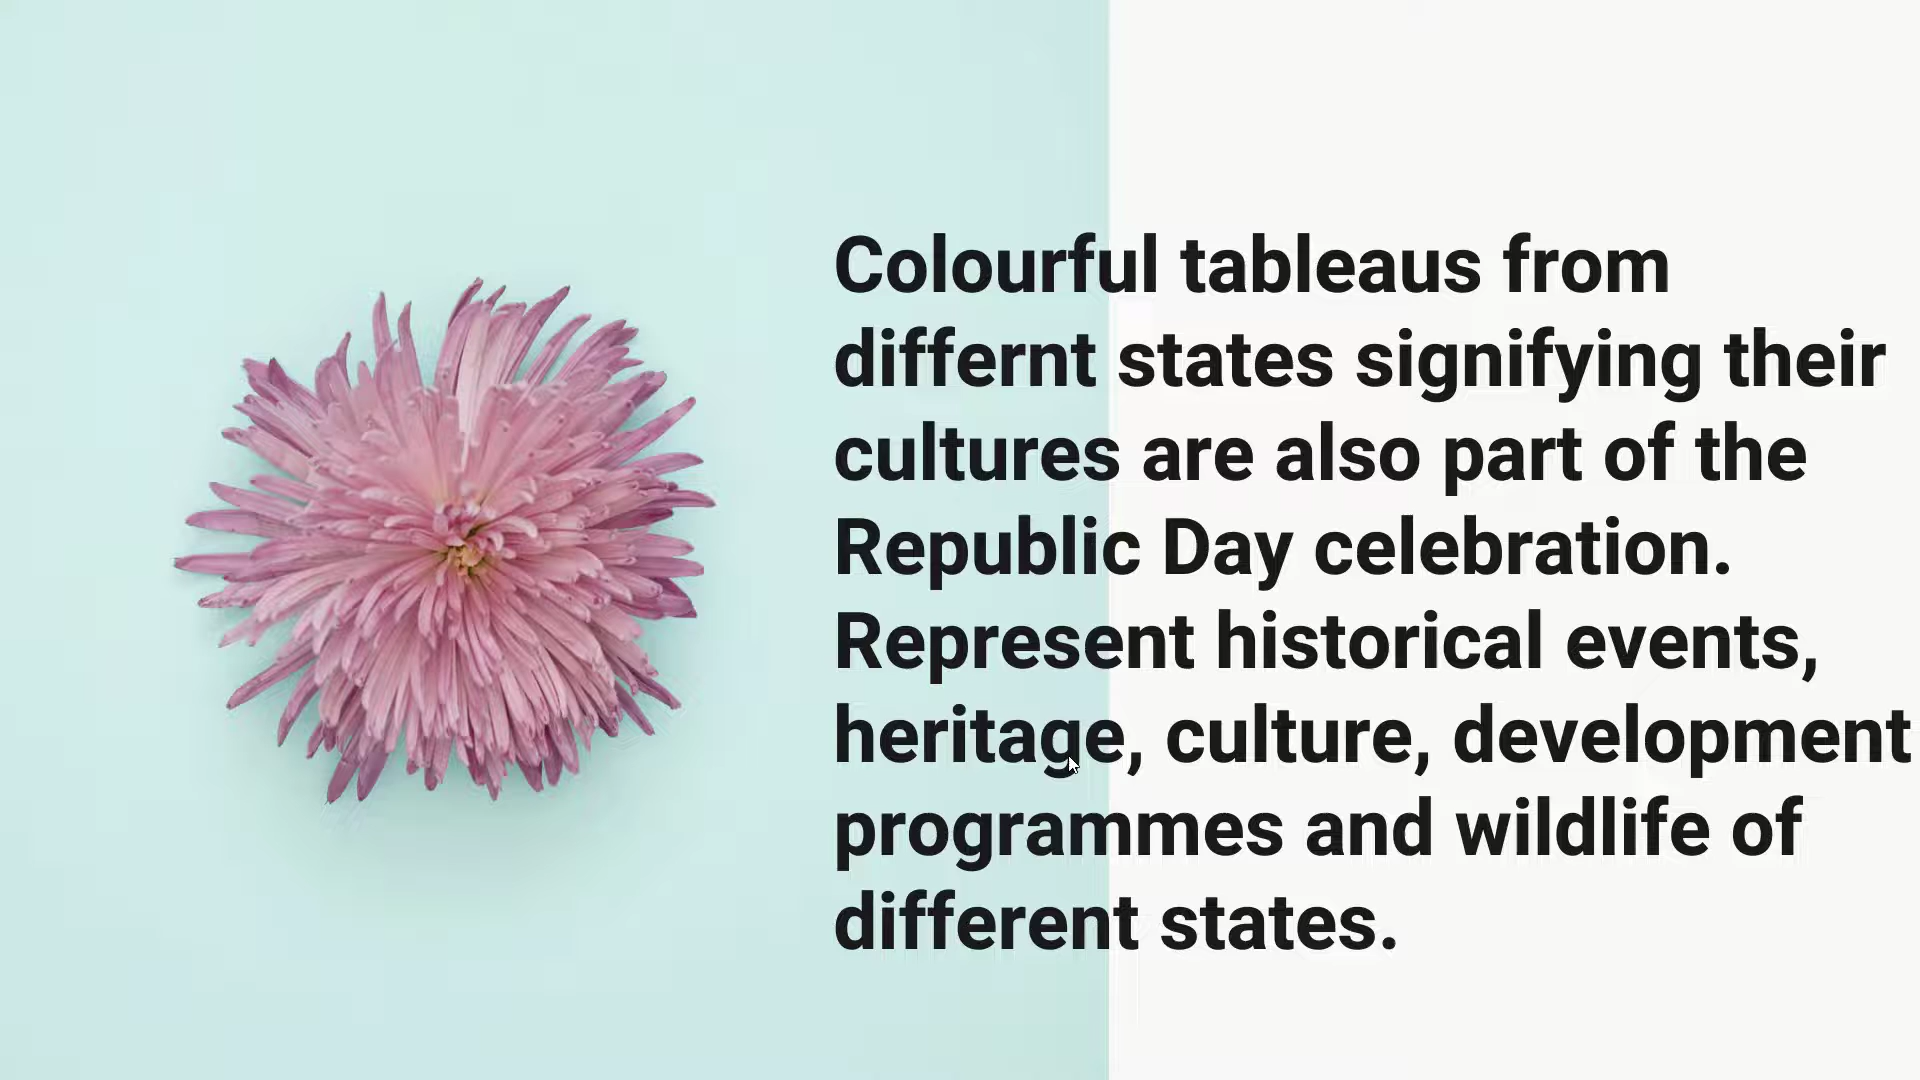 Colourful tableaus from
differnt states signifying their
cultures are also part of the
Republic Day celebration.
Represent historical events,
heritage, culture, development
programmes and wildlife of
different states.